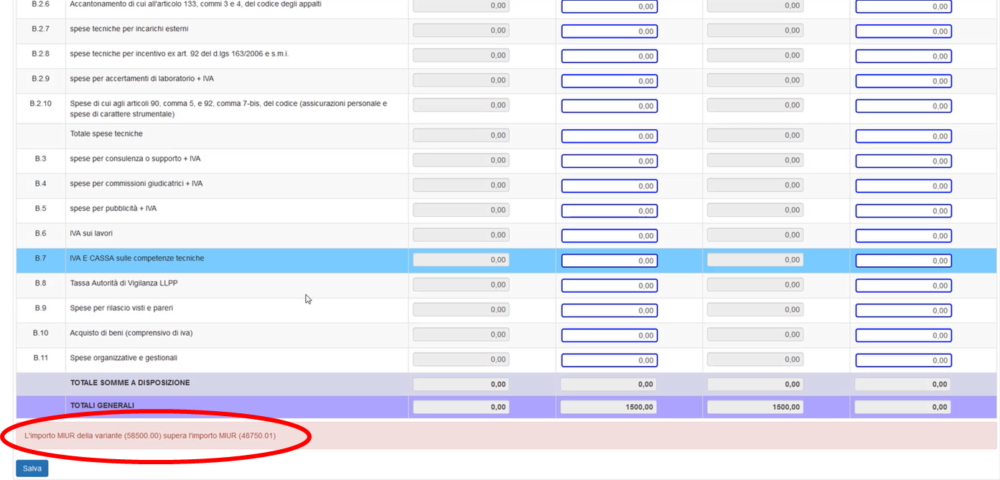 B.2.6 Accantonamento di cui all'articolo 133, commi 3 e 4, del codice degli appalti 0,00 0,00 0,00 0,00
B.2.7 spese tecniche per incarichi esterni 0,00 0,00 0,00 0,00
B.2.8 spese tecniche per incentivo ex art. 92 del d.lgs 163/2006 e s.m.i. 0,00 0,00 0,00 0,00
B.2.9 spese per accertamenti di laboratorio + IVA 0,00 0,00 0,00 0,00
B.2.10 Spese di cui agli articoli 90, comma 5, e 92, comma 7-bis, del codice (assicurazioni personale e 0,00 0,00 0,00 0,00
spese di carattere strumentale)
Totale spese tecniche 0,00 0,00 0,00 0,00
B.3 spese per consulenza o supporto + IVA 0,00 0,00 0,00 0,00
B.4 spese per commissioni giudicatrici + IVA 0,00 0,00 0,00 0,00
B.5 spese per pubblicità + IVA 0,00 0,00 0,00 0,00
B.6 IVA sui lavori 0,00 0,00 0,00 0,00
B.7 IVA E CASSA sulle competenze tecniche 0,00 0,00 0,00 0,00
B.8 Tassa Autorità di Vigilanza LLPP 0,00 0,00 0,00 0,00
B.9 Spese per rilascio visti e pareri 0,00 0,00 0,00 0,00
B.10 Acquisto di beni (comprensivo di iva) 0,00 0,00 0,00 0,00
B.11 Spese organizzative e gestionali 0,00 0,00 0,00 0,00
TOTALE SOMME A DISPOSIZIONE 0,00 0,00 0,00 0,00
TOTALI GENERALI 0,00 1500,00 1500,00 0,00
L'importo MIUR della variante (58500.00) supera l'importo MIUR (48750.01)
Salva